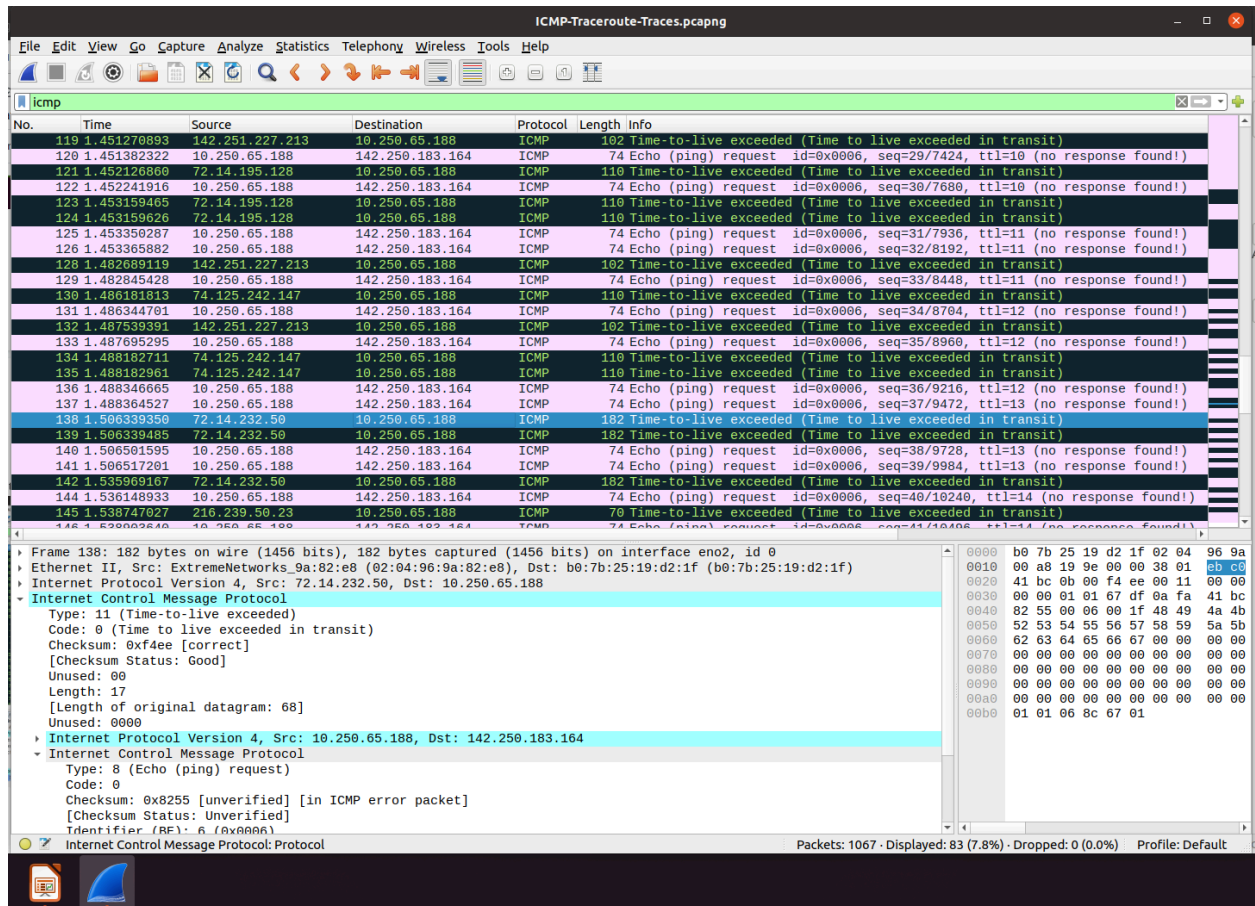 ICMP-Traceroute-Traces.pcapng
File Edit View Go Capture Analyze Statistics Telephony Wireless Tools Help
icmp
No. Time Source Destination Protocol Length Info
119 1.451270893 142.251.227.213 10.250.65.188 ICMP 102 Time-to-live exceeded (Time to live exceeded in transit)
120 1.451382322 10.250.65.188 142.250.183.164 ICMP 74 Echo (ping) request id=0x0006, seq=29/7424, ttl=10 (no response found!)
121 1.452126860 72.14.195.128 10.250.65.188 ICMP 110 Time-to-live exceeded (Time to live exceeded in transit)
122 1.452241916 10.250.65.188 142.250.183.164 ICMP 74 Echo (ping) request id=0x0006, seq=30/7680, ttl=10 (no response found!)
123 1.453159465 72.14.195.128 10.250.65.188 ICMP 110 Time-to-live exceeded (Time to live exceeded in transit)
124 1.453159626 72.14.195.128 10.250.65.188 ICMP 110 Time-to-live exceeded (Time to live exceeded in transit)
125 1.453350287 10.250.65.188 142.250.183.164 ICMP 74 Echo (ping) request id=0x0006, seq=31/7936, ttl=11 (no response found!)
126 1.453365882 10.250.65.188 142.250.183.164 ICMP 74 Echo (ping) request id=0x0006, seq=32/8192, ttl=11 (no response found!)
128 1.482689119 142.251.227.213 10.250.65.188 ICMP 102 Time-to-live exceeded (Time to live exceeded in transit)
129 1.482845428 10.250.65.188 142.250.183.164 ICMP 74 Echo (ping) request id=0x0006, seq=33/8448, ttl=11 (no response found!)
130 1.486181813 74.125.242.147 10.250.65.188 ICMP 110 Time-to-live exceeded (Time to live exceeded in transit)
131 1.486344701 10.250.65.188 142.250.183.164 ICMP 74 Echo (ping) request id=0x0006, seq=34/8704, ttl=12 (no response found!)
132 1.487539391 142.251.227.213 10.250.65.188 ICMP 102 Time-to-live exceeded (Time to live exceeded in transit)
133 1.487695295 10.250.65.188 142.250.183.164 ICMP 74 Echo (ping) request id=0x0006, seq=35/8960, ttl=12 (no response found!)
134 1.488182711 74.125.242.147 10.250.65.188 ICMP 110 Time-to-live exceeded (Time to live exceeded in transit)
135 1.488182961 74.125.242.147 10.250.65.188 ICMP 110 Time-to-live exceeded (Time to live exceeded in transit)
136 1.488346665 10.250.65.188 142.250.183.164 ICMP 74 Echo (ping) request id=0x0006, seq=36/9216, ttl=12 (no response found!)
137 1.488364527 10.250.65.188 142.250.183.164 ICMP 74 Echo (ping) request id=0x0006, seq=37/9472, ttl=13 (no response found!)
138 1.506339350 72.14.232.50 10.250.65.188 ICMP 182 Time-to-live exceeded (Time to live exceeded in transit)
139 1.506339485 72.14.232.50 10.250.65.188 ICMP 182 Time-to-live exceeded (Time to live exceeded in transit)
140 1.506501595 10.250.65.188 142.250.183.164 ICMP 74 Echo (ping) request id=0x0006, seq=38/9728, ttl=13 (no response found!)
141 1.506517201 10.250.65.188 142.250.183.164 ICMP 74 Echo (ping) request id=0x0006, seq=39/9984, ttl=13 (no response found!)
142 1.535969167 72.14.232.50 10.250.65.188 ICMP 182 Time-to-live exceeded (Time to live exceeded in transit)
144 1.536148933 10.250.65.188 142.250.183.164 ICMP 74 Echo (ping) request id=0x0006, seq=40/10240, ttl=14 (no response found!)
145 1.538747027 216.239.50.23 10.250.65.188 ICMP 70 Time-to-live exceeded (Time to live exceeded in transit)
146 1.538903640 10.250.65.188 142.250.183.164 ICMP 74 Echo (ping) request id=0x0006, seq=41/10496, ttl=14 (no response found!)
Frame 138: 182 bytes on wire (1456 bits), 182 bytes captured (1456 bits) on interface eno2, id 0
Ethernet II, Src: ExtremeNetworks_9a:82:e8 (02:04:96:9a:82:e8), Dst: b0:7b:25:19:d2:1f (b0:7b:25:19:d2:1f)
Internet Protocol Version 4, Src: 72.14.232.50, Dst: 10.250.65.188
Internet Control Message Protocol
Type: 11 (Time-to-live exceeded)
Code: 0 (Time to live exceeded in transit)
Checksum: 0xf4ee [correct]
[Checksum Status: Good]
Unused: 00
Length: 17
[Length of original datagram: 68]
Unused: 0000
Internet Protocol Version 4, Src: 10.250.65.188, Dst: 142.250.183.164
Internet Control Message Protocol
Type: 8 (Echo (ping) request)
Code: 0
Checksum: 0x8255 [unverified] [in ICMP error packet]
[Checksum Status: Unverified]
Identifier (BE): 6 (0x0006)
0000 b0 7b 25 19 d2 1f 02 04 96 9a
0010 00 a8 19 9e 00 00 38 01 eb c0
0020 41 bc 0b 00 f4 ee 00 11 00 00
0030 00 00 01 01 67 df 0a fa 41 bc
0040 82 55 00 06 00 1f 48 49 4a 4b
0050 52 53 54 55 56 57 58 59 5a 5b
0060 62 63 64 65 66 67 00 00 00 00
0070 00 00 00 00 00 00 00 00 00 00
0080 00 00 00 00 00 00 00 00 00 00
0090 00 00 00 00 00 00 00 00 00 00
00a0 00 00 00 00 00 00 00 00 00 00
00b0 01 01 06 8c 67 01
Internet Control Message Protocol: Protocol
Packets: 1067 · Displayed: 83 (7.8%) · Dropped: 0 (0.0%) Profile: Default